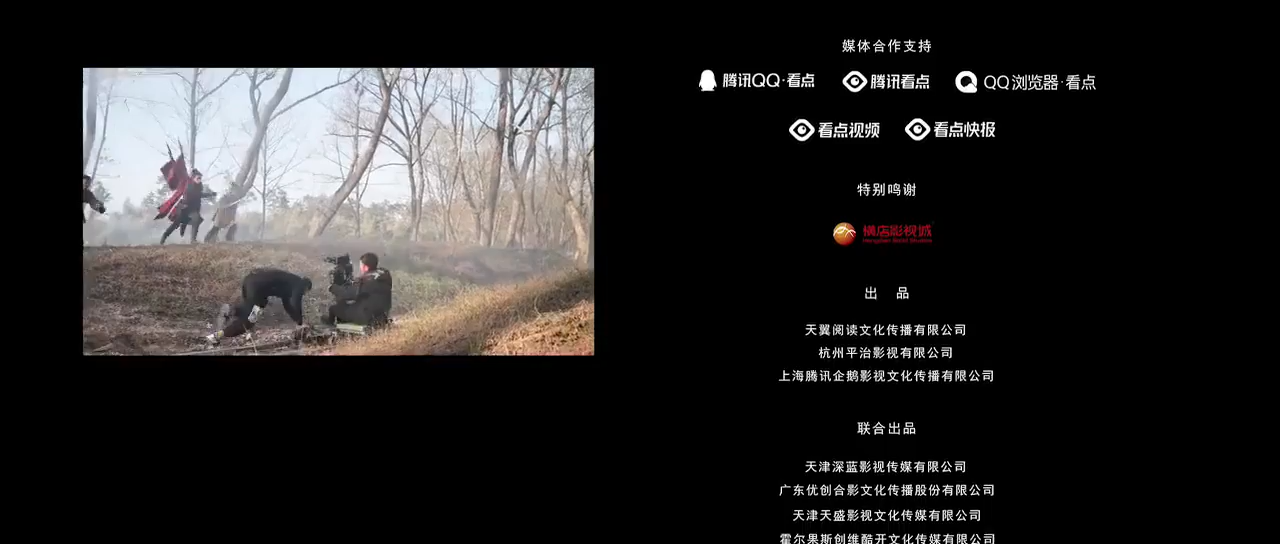 媒体合作支持
腾讯QQ·看点 腾讯看点 QQ浏览器·看点
看点视频 看点快报
特别鸣谢
横店影视城
出 品
天翼阅读文化传播有限公司
杭州平治影视有限公司
上海腾讯企鹅影视文化传播有限公司
联合出品
天津深蓝影视传媒有限公司
广东优创合影文化传播股份有限公司
天津天盛影视文化传媒有限公司
霍尔果斯创维酷开文化传媒有限公司